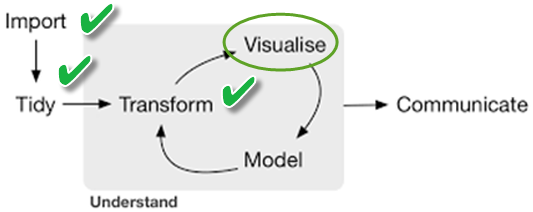 Import
Visualise
Tidy
Transform
Communicate
Model
Understand